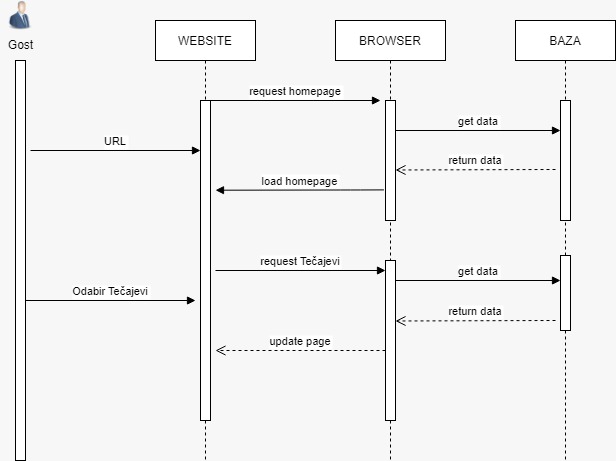 Gost
WEBSITE
BROWSER
BAZA
request homepage
get data
URL
return data
load homepage
request Tečajevi
get data
Odabir Tečajevi
return data
update page